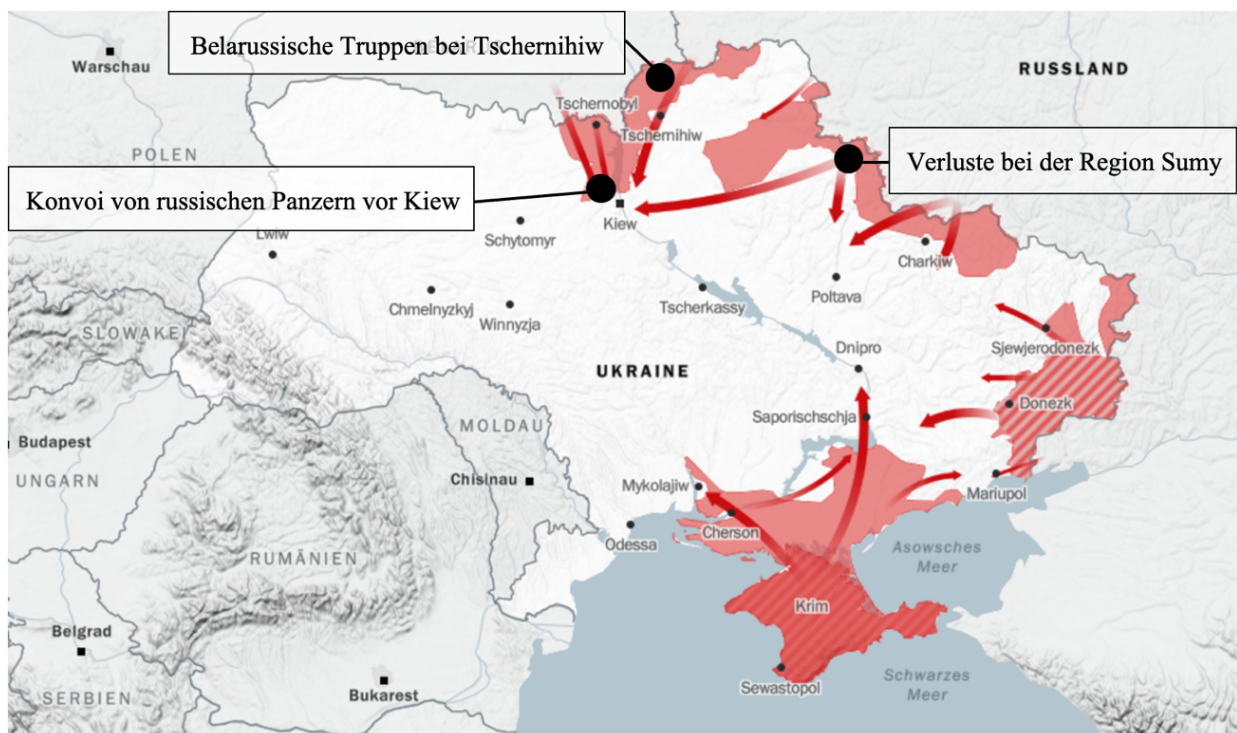 Belarussische Truppen bei Tschernihiw
BELARUS
Warschau
RUSSLAND
Tschernobyl
Tschernihiw
POLEN
Verluste bei der Region Sumy
Konvoi von russischen Panzern vor Kiew
Kiew
Lwiw
Schytomyr
Charkiw
Chmelnyzkyj
Winnyzja
Tscherkassy
Poltava
SLOWAKEI
Sjewjerodonezk
Dnipro
UKRAINE
Donezk
Saporischschja
MOLDAU
Budapest
UNGARN
Chisinau
Mykolajiw
Mariupol
Cherson
Odessa
Asowsches
Meer
RUMÄNIEN
Krim
Belgrad
Schwarzes
Meer
Sewastopol
Bukarest
SERBIEN